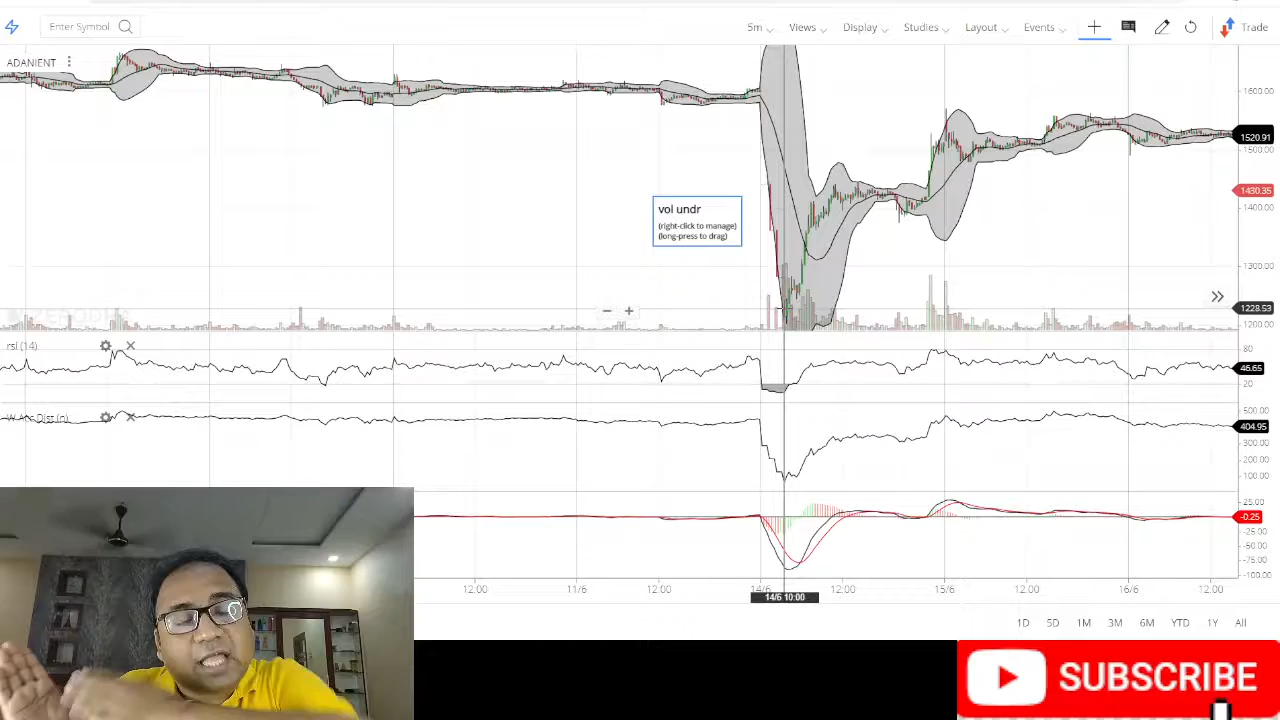 Enter Symbol
5m Views Display Studies Layout Events Trade
ADANIENT
1600.00
1520.91
1500.00
1430.35
1400.00
1300.00
1228.53
1200.00
vol undr
(right-click to manage)
(long-press to drag)
rsi (14)
80
46.65
20
W Acc Dist (n)
500.00
404.95
300.00
200.00
100.00
25.00
-0.25
-25.00
-50.00
-75.00
-100.00
12:00 11/6 12:00 14/6 12:00 15/6 12:00 16/6 12:00
14/6 10:00
1D 5D 1M 3M 6M YTD 1Y All
SUBSCRIBE